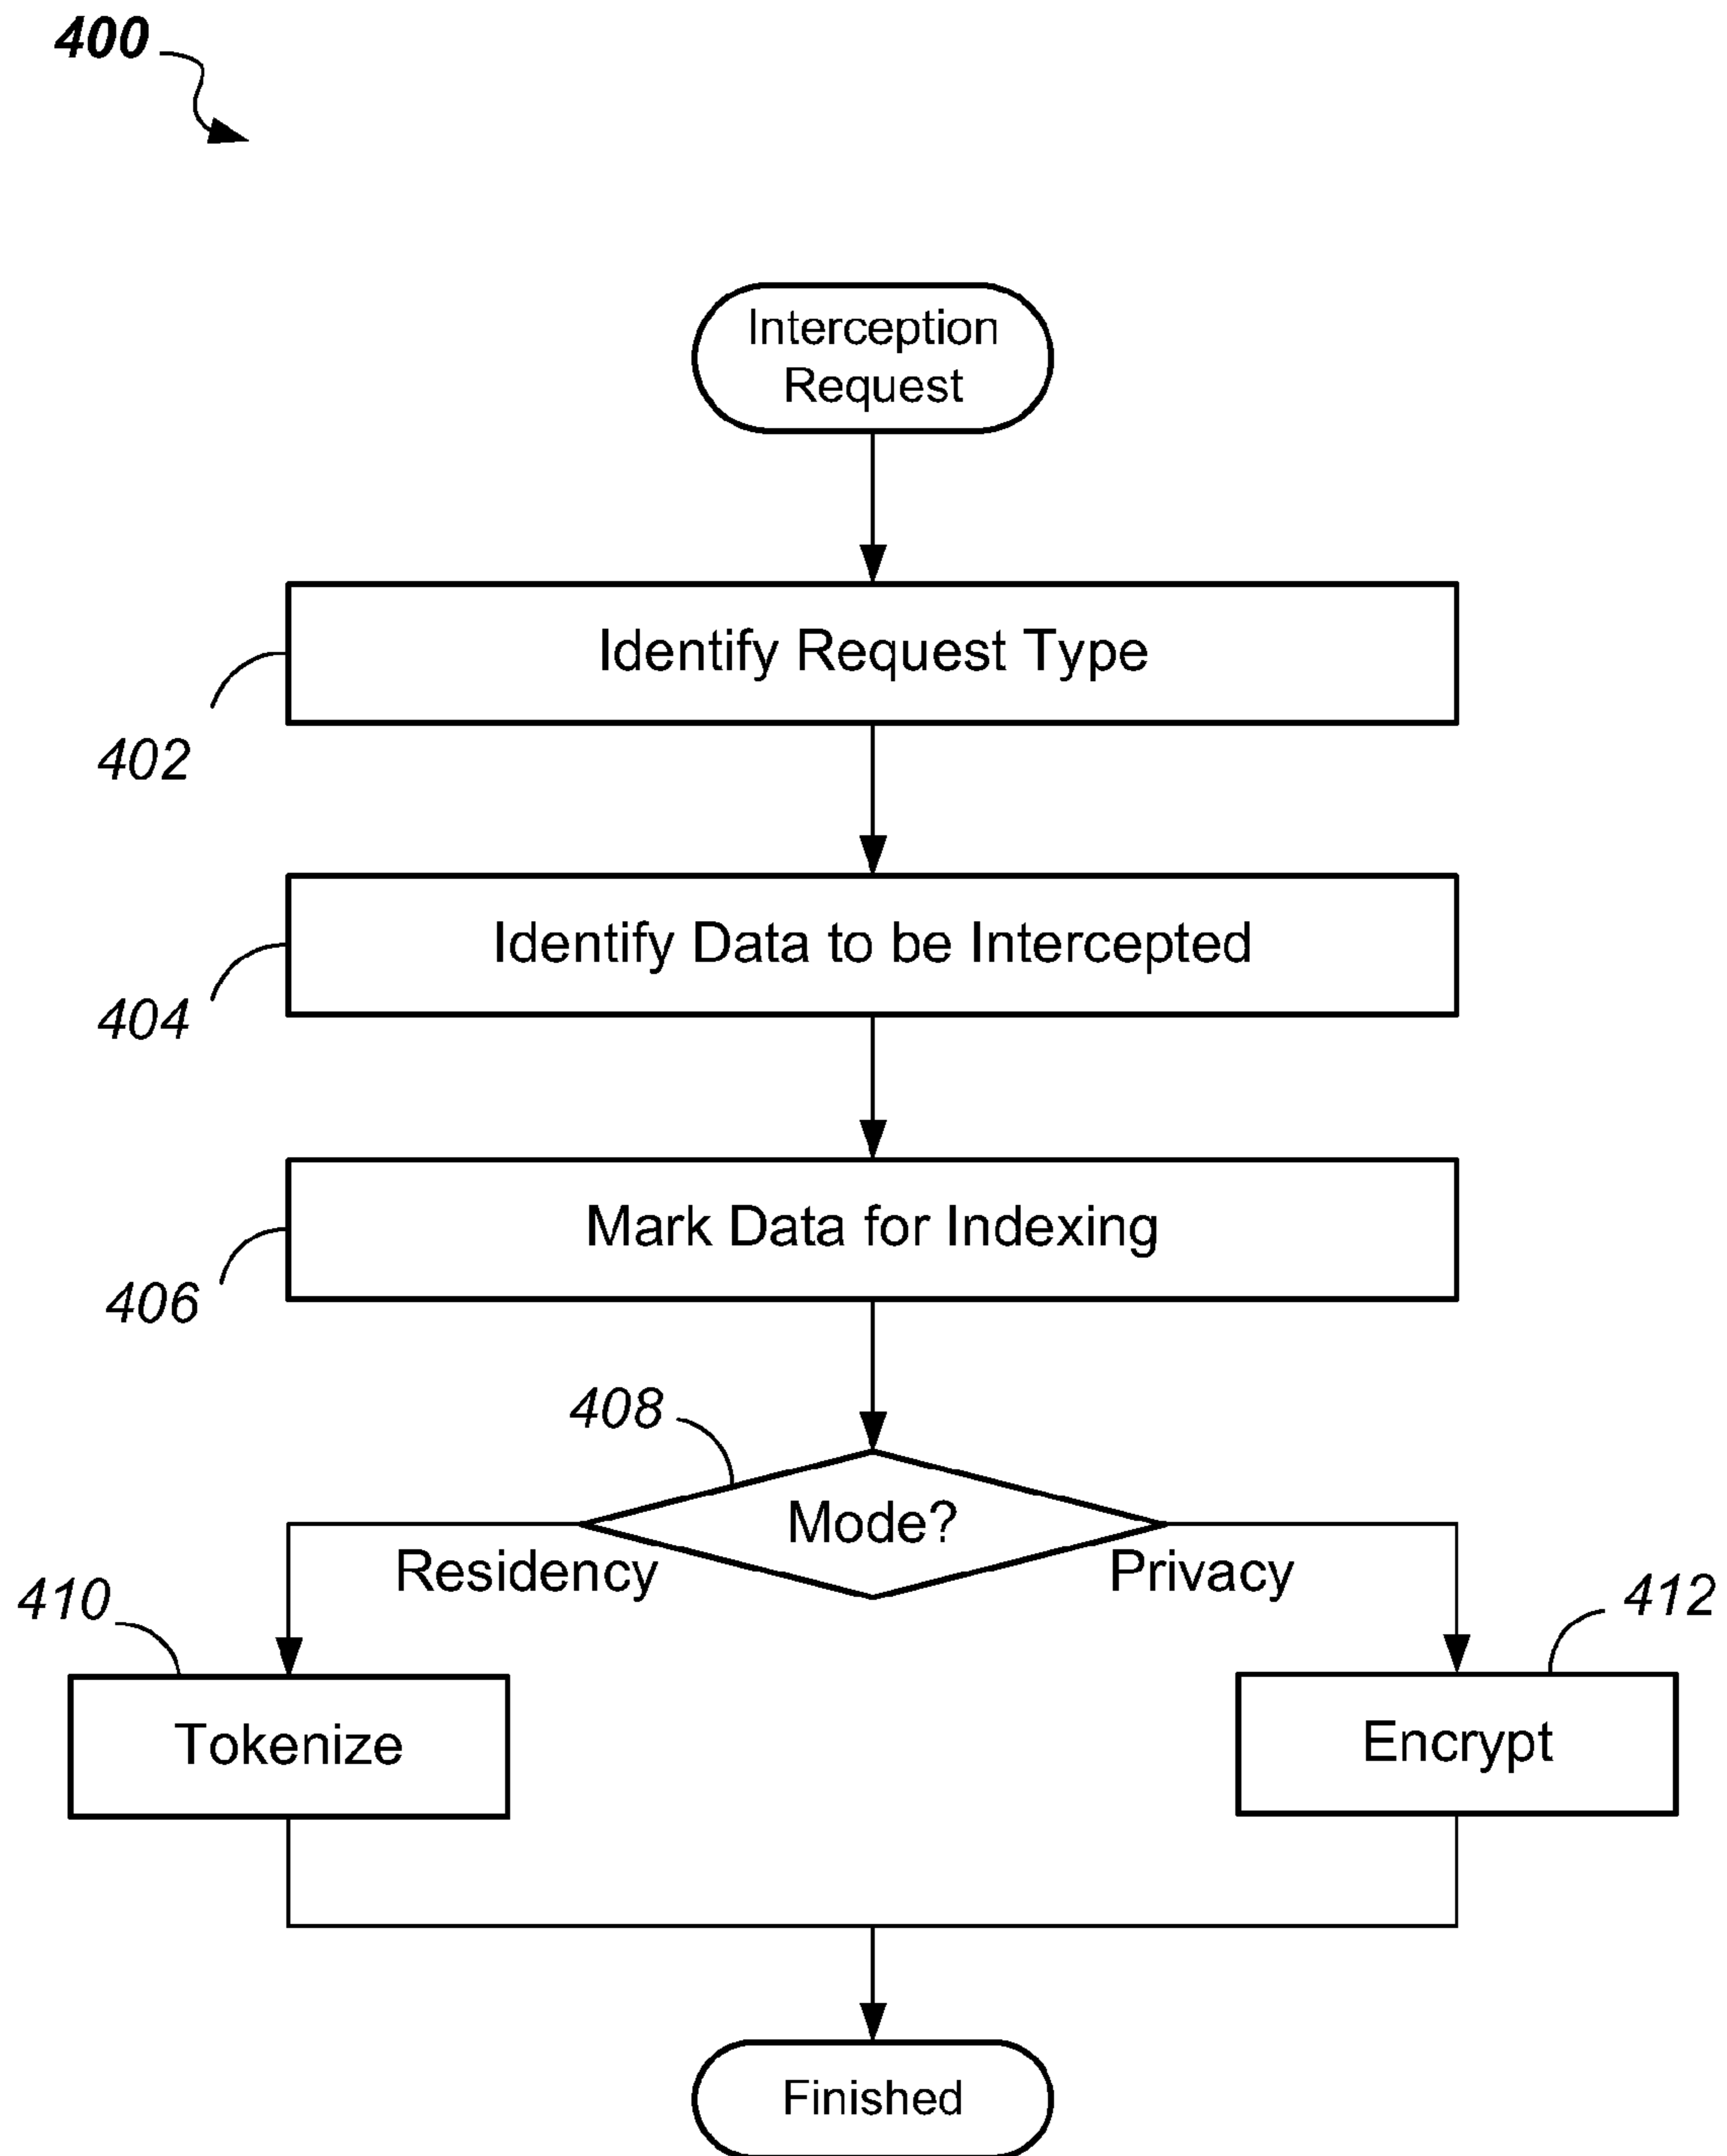 400
Interception
Request
Identify Request Type
402
Identify Data to be Intercepted
404
Mark Data for Indexing
406
408
Mode?
Residency
Privacy
410
412
Tokenize
Encrypt
Finished